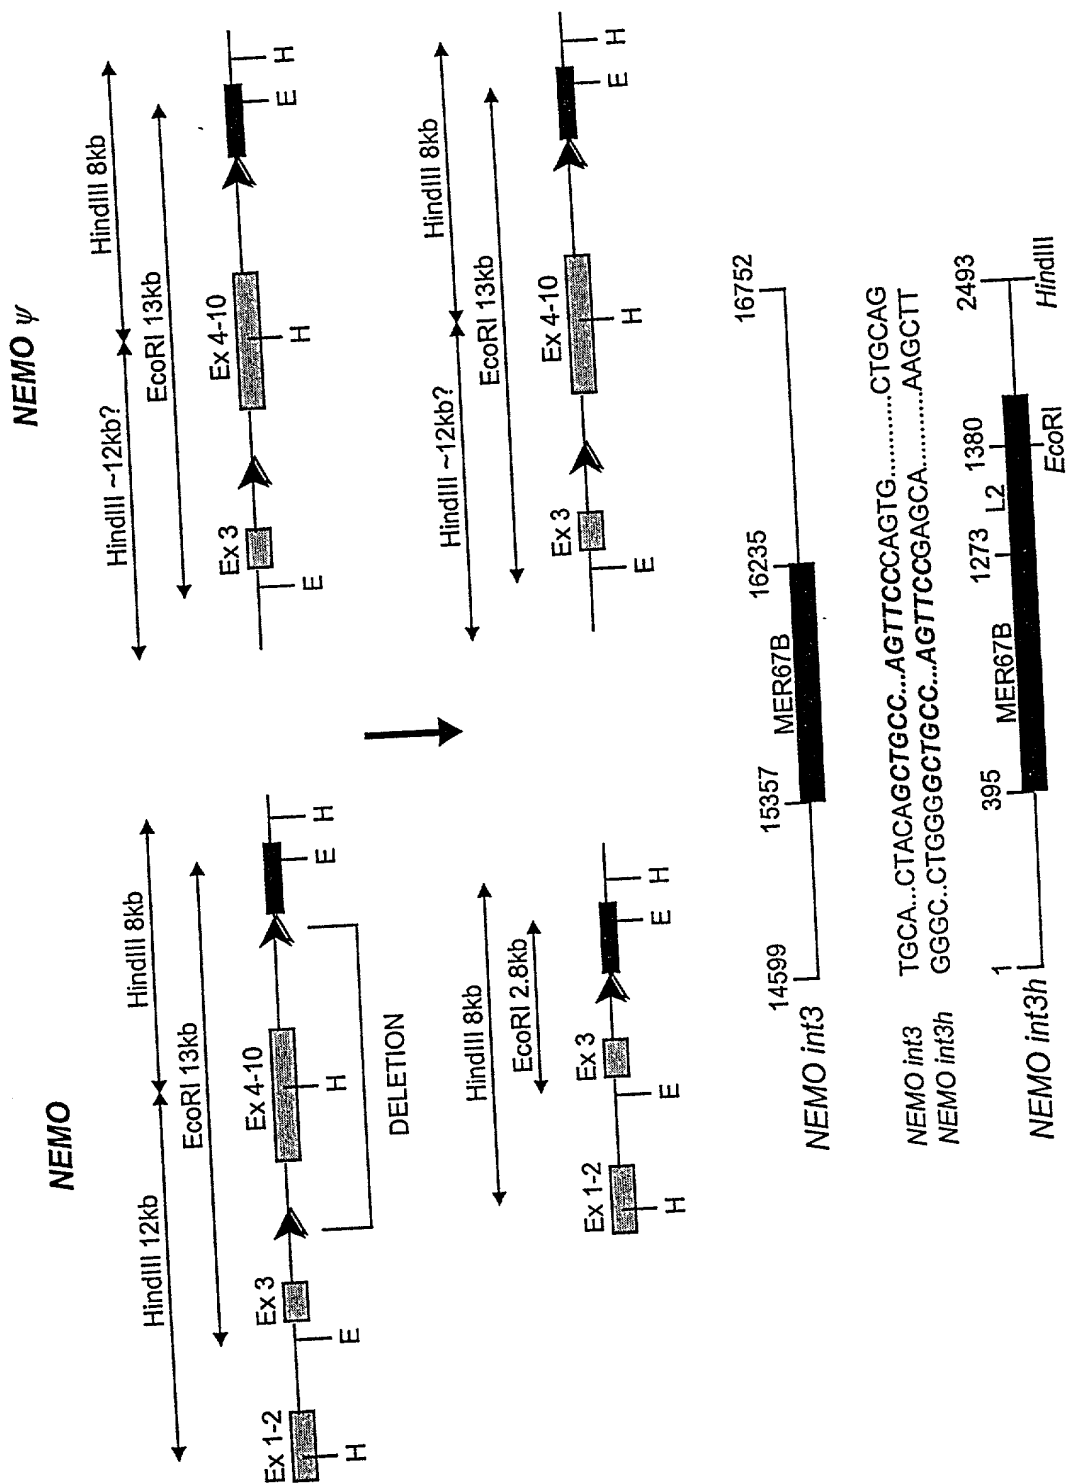 NEMO
HindIII 12kb
HindIII 8kb
EcoRI 13kb
Ex 1-2
Ex 3
Ex 4-10
H
E
H
E
H
DELETION
NEMO ψ
HindIII ~12kb?
HindIII 8kb
EcoRI 13kb
Ex 3
Ex 4-10
E
H
E
H
HindIII 8kb
EcoRI 2.8kb
Ex 1-2
Ex 3
H
E
E
H
HindIII ~12kb?
HindIII 8kb
EcoRI 13kb
Ex 3
Ex 4-10
E
H
E
H
14599
15357
MER67B
16235
16752
NEMO int3
NEMO int3 TGCA...CTACAGCTGCC...AGTTCCCAGTG..........CTGCAG
NEMO int3h GGGC..CTGGGGCTGCC...AGTTCCGAGCA..........AAGCTT
1
395
MER67B
1273
L2
1380
2493
NEMO int3h
EcoRI
HindIII